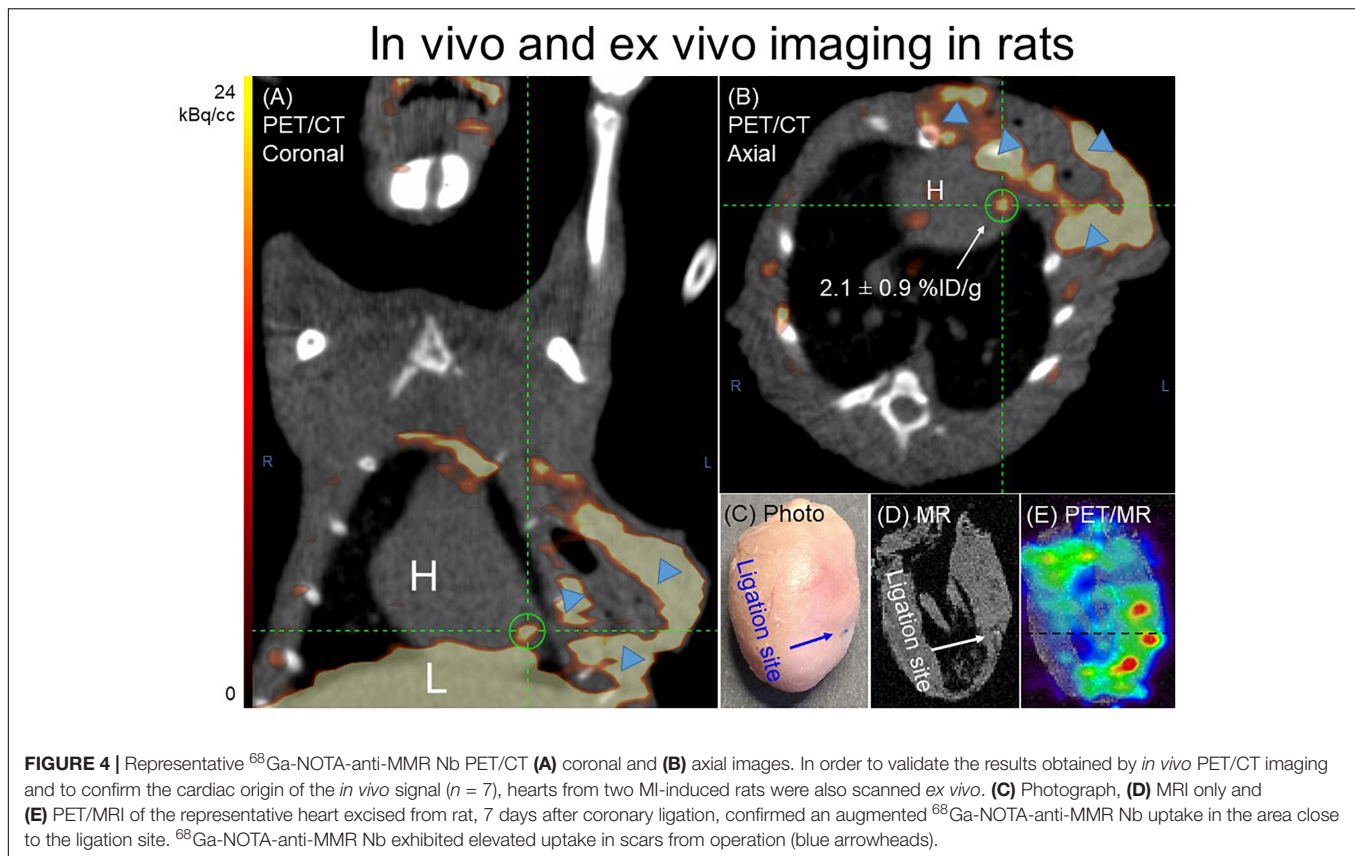 In vivo and ex vivo imaging in rats
24
kBq/cc
0
(A)
PET/CT
Coronal
R
L
H
L
(B)
PET/CT
Axial
H
2.1 ± 0.9 %ID/g
R
L
(C) Photo
Ligation site
(D) MR
Ligation site
(E) PET/MR
FIGURE 4 | Representative ⁶⁸Ga-NOTA-anti-MMR Nb PET/CT (A) coronal and (B) axial images. In order to validate the results obtained by in vivo PET/CT imaging
and to confirm the cardiac origin of the in vivo signal (n = 7), hearts from two MI-induced rats were also scanned ex vivo. (C) Photograph, (D) MRI only and
(E) PET/MRI of the representative heart excised from rat, 7 days after coronary ligation, confirmed an augmented ⁶⁸Ga-NOTA-anti-MMR Nb uptake in the area close
to the ligation site. ⁶⁸Ga-NOTA-anti-MMR Nb exhibited elevated uptake in scars from operation (blue arrowheads).